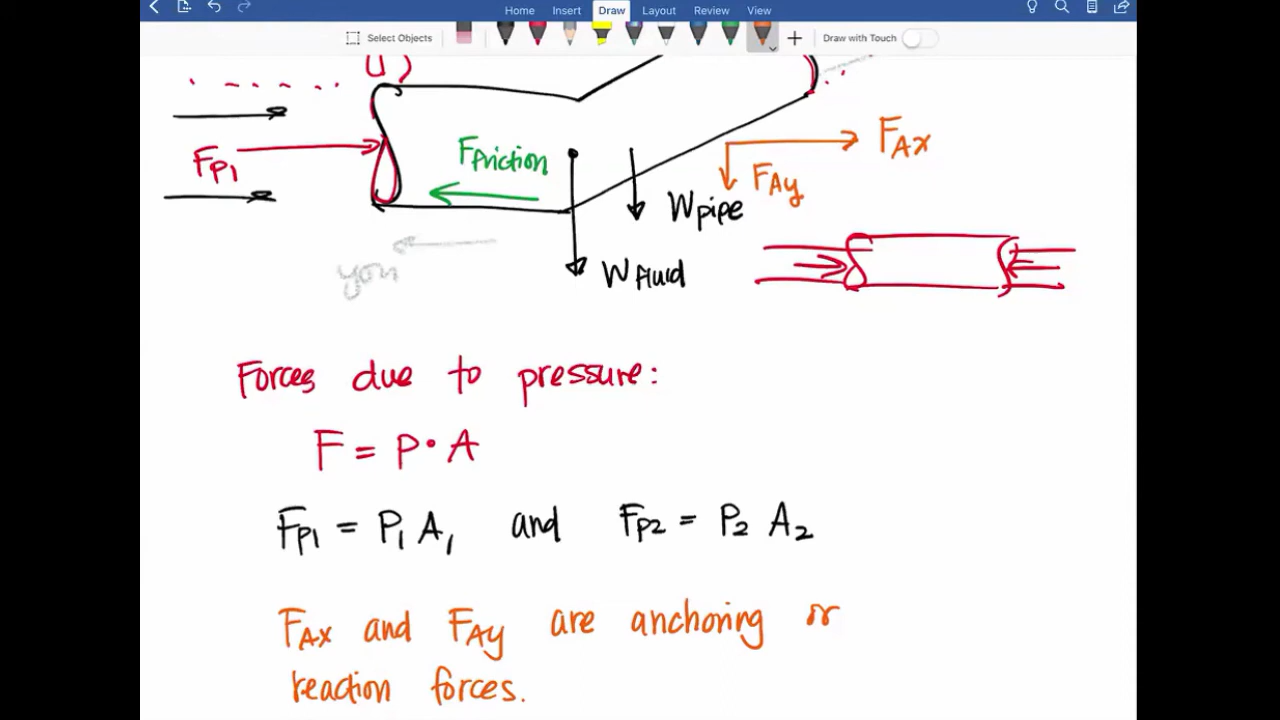 Home Insert Draw Layout Review View
Select Objects
Draw with Touch
Fp1
Ffriction
FAx
FAy
Wpipe
Wfluid
you
Forces due to pressure:
F = P • A
Fp1 = P1 A1 and Fp2 = P2 A2
FAx and FAy are anchoring or
reaction forces.